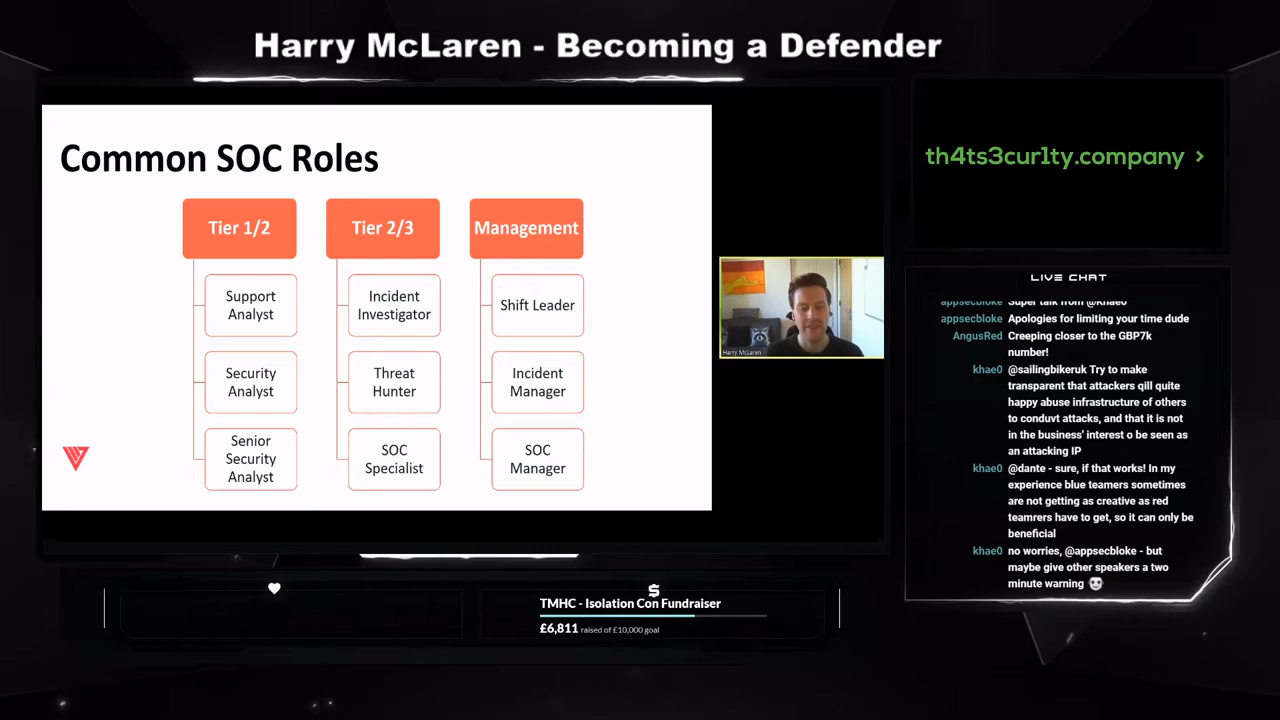 Harry McLaren - Becoming a Defender
Common SOC Roles
Tier 1/2
Support
Analyst
Security
Analyst
Senior
Security
Analyst
Tier 2/3
Incident
Investigator
Threat
Hunter
SOC
Specialist
Management
Shift Leader
Incident
Manager
SOC
Manager
Harry McLaren
th4ts3cur1ty.company >
LIVE CHAT
appsecbloke Super talk from @khae0
appsecbloke Apologies for limiting your time dude
AngusRed Creeping closer to the GBP7k
number!
khae0 @sailingbikeruk Try to make
transparent that attackers qill quite
happy abuse infrastructure of others
to conduvt attacks, and that it is not
in the business' interest o be seen as
an attacking IP
khae0 @dante - sure, if that works! In my
experience blue teamers sometimes
are not getting as creative as red
teamrers have to get, so it can only be
beneficial
khae0 no worries, @appsecbloke - but
maybe give other speakers a two
minute warning
TMHC - Isolation Con Fundraiser
£6,811 raised of £10,000 goal